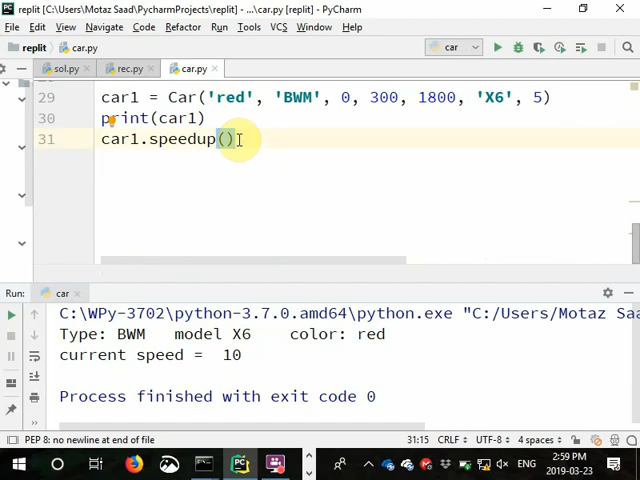 replit [C:\Users\Motaz Saad\PycharmProjects\replit] - ...\car.py [replit] - PyCharm
File Edit View Navigate Code Refactor Run Tools VCS Window Help
replit car.py car
sol.py rec.py car.py
29 car1 = Car('red', 'BWM', 0, 300, 1800, 'X6', 5)
30 print(car1)
31 car1.speedup()
Run: car
C:\WPy-3702\python-3.7.0.amd64\python.exe "C:/Users/Motaz Saa
Type: BWM model X6 color: red
current speed = 10
Process finished with exit code 0
PEP 8: no newline at end of file 31:15 CRLF UTF-8 4 spaces
ENG 2:59 PM
2019-03-23